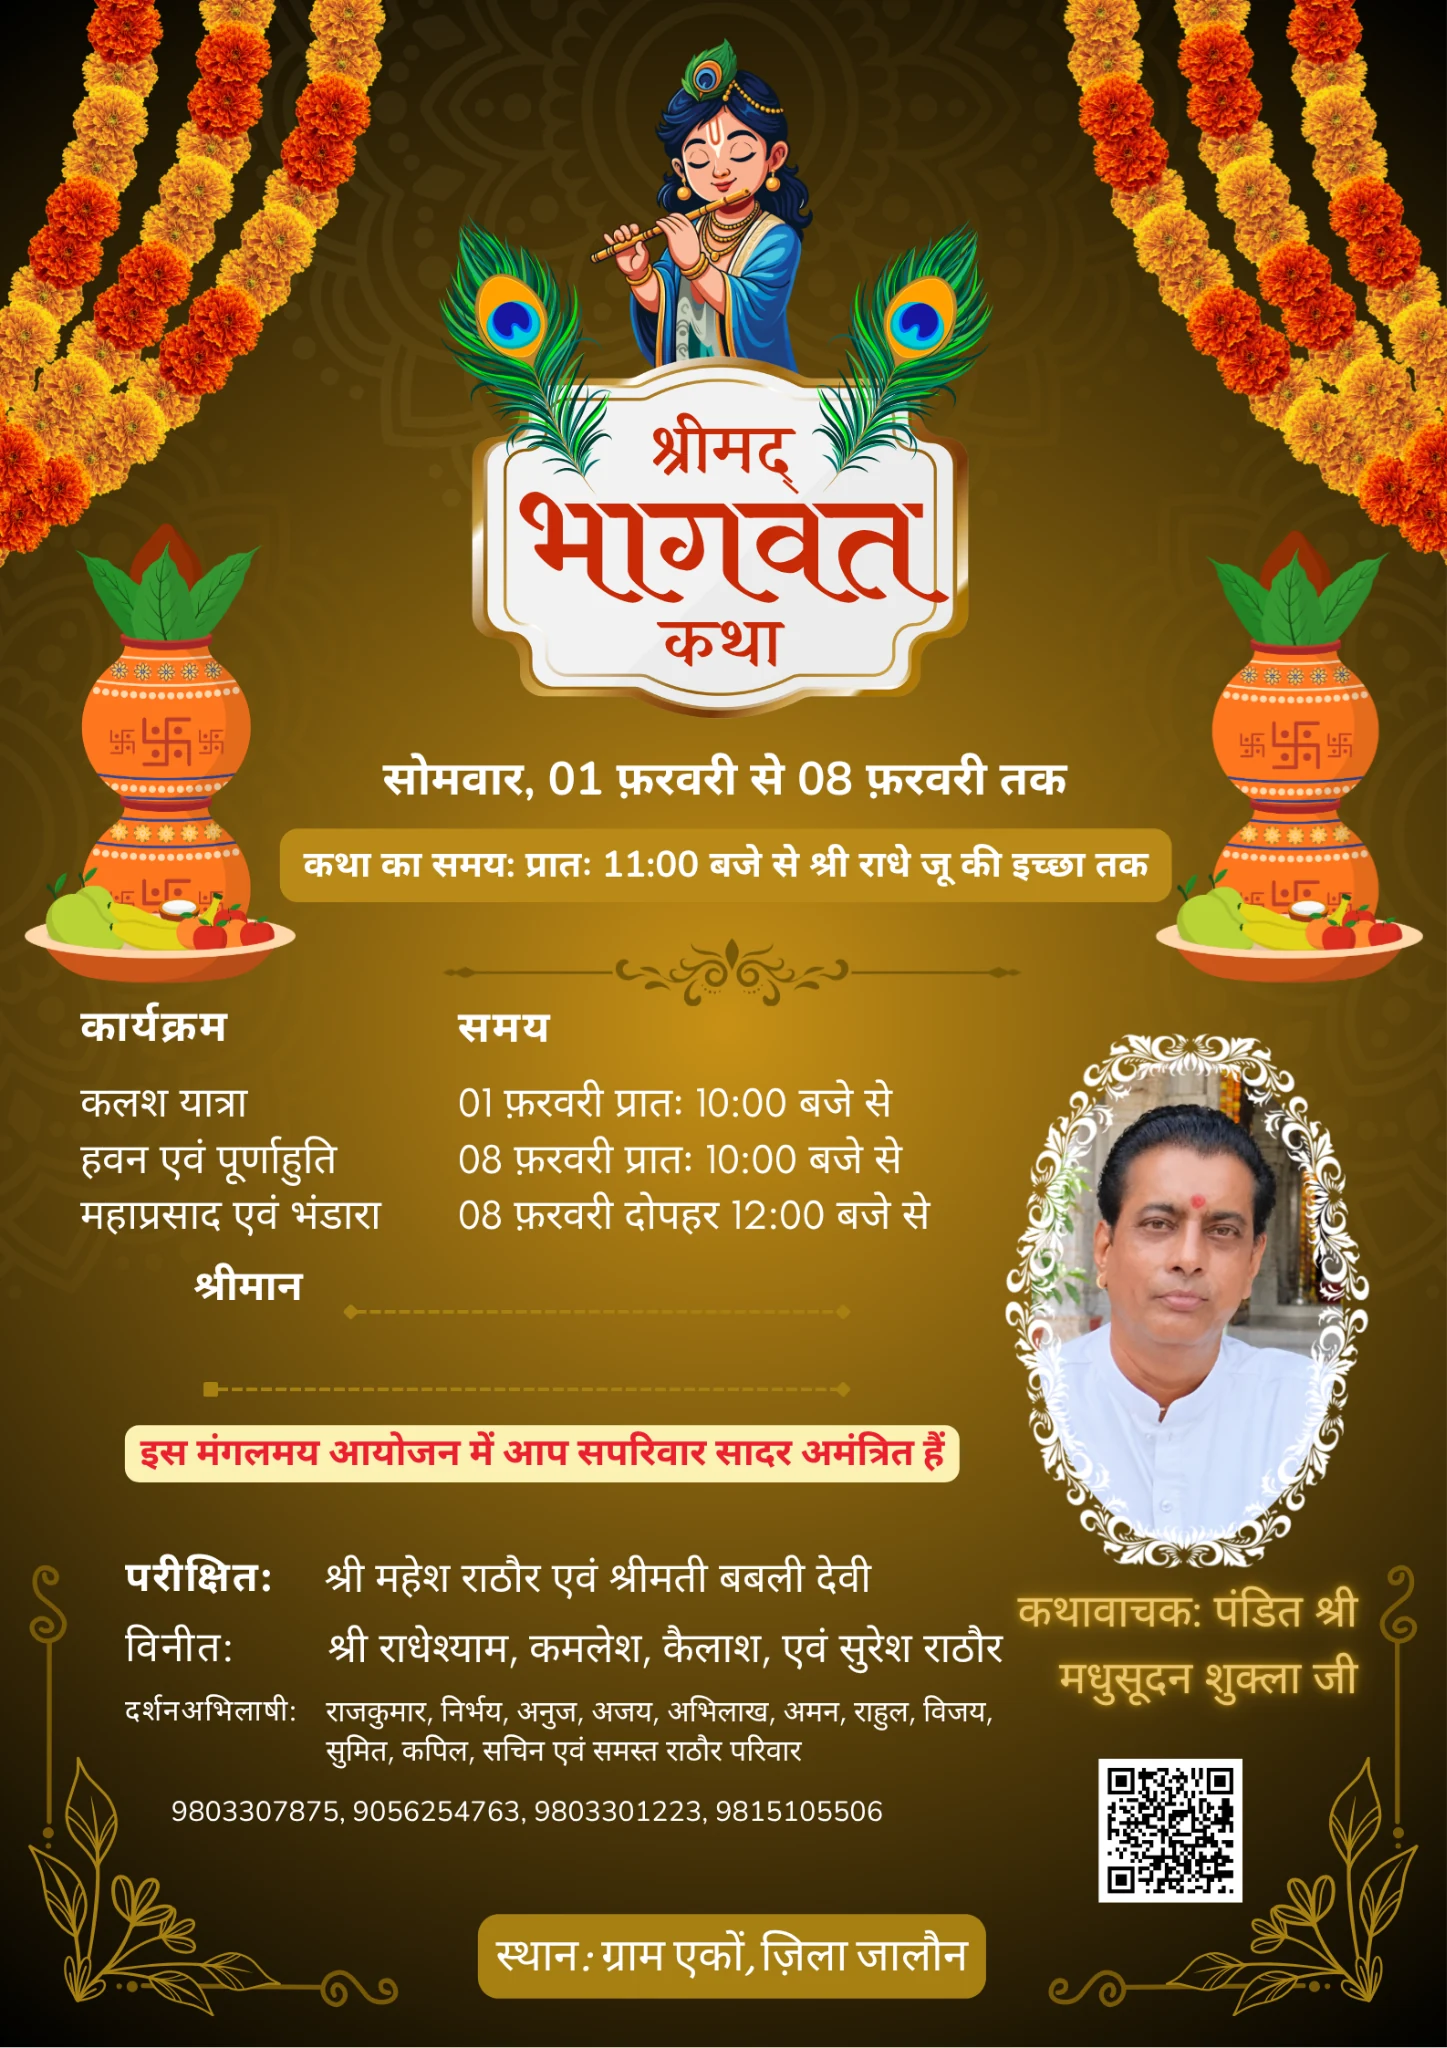 श्रीमद्
भागवत
कथा
सोमवार, 01 फ़रवरी से 08 फ़रवरी तक
कथा का समय: प्रातः 11:00 बजे से श्री राधे जू की इच्छा तक
कार्यक्रम समय
कलश यात्रा 01 फ़रवरी प्रातः 10:00 बजे से
हवन एवं पूर्णाहुति 08 फ़रवरी प्रातः 10:00 बजे से
महाप्रसाद एवं भंडारा 08 फ़रवरी दोपहर 12:00 बजे से
श्रीमान
इस मंगलमय आयोजन में आप सपरिवार सादर अमंत्रित हैं
परीक्षित: श्री महेश राठौर एवं श्रीमती बबली देवी
विनीत: श्री राधेश्याम, कमलेश, कैलाश, एवं सुरेश राठौर
दर्शनअभिलाषी: राजकुमार, निर्भय, अनुज, अजय, अभिलाख, अमन, राहुल, विजय,
सुमित, कपिल, सचिन एवं समस्त राठौर परिवार
9803307875, 9056254763, 9803301223, 9815105506
कथावाचक: पंडित श्री
मधुसूदन शुक्ला जी
स्थान: ग्राम एकों, ज़िला जालौन